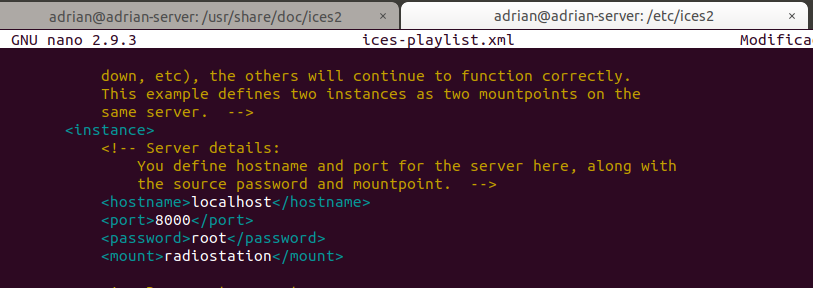 adrian@adrian-server: /usr/share/doc/ices2 × adrian@adrian-server: /etc/ices2 ×
GNU nano 2.9.3 ices-playlist.xml Modifica
down, etc), the others will continue to function correctly.
This example defines two instances as two mountpoints on the
same server. -->
<instance>
<!-- Server details:
You define hostname and port for the server here, along with
the source password and mountpoint. -->
<hostname>localhost</hostname>
<port>8000</port>
<password>root</password>
<mount>radiostation</mount>